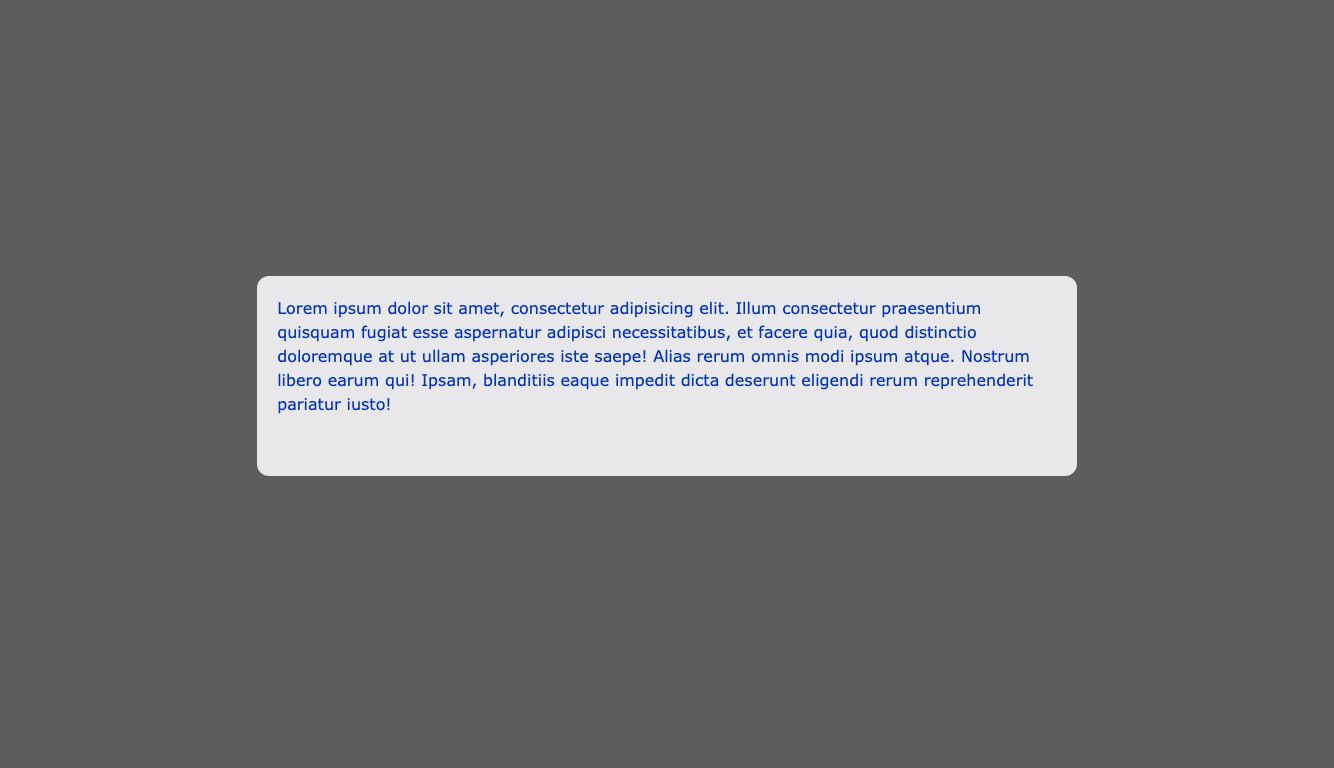 Lorem ipsum dolor sit amet, consectetur adipisicing elit. Illum consectetur praesentium
quisquam fugiat esse aspernatur adipisci necessitatibus, et facere quia, quod distinctio
doloremque at ut ullam asperiores iste saepe! Alias rerum omnis modi ipsum atque. Nostrum
libero earum qui! Ipsam, blanditiis eaque impedit dicta deserunt eligendi rerum reprehenderit
pariatur iusto!